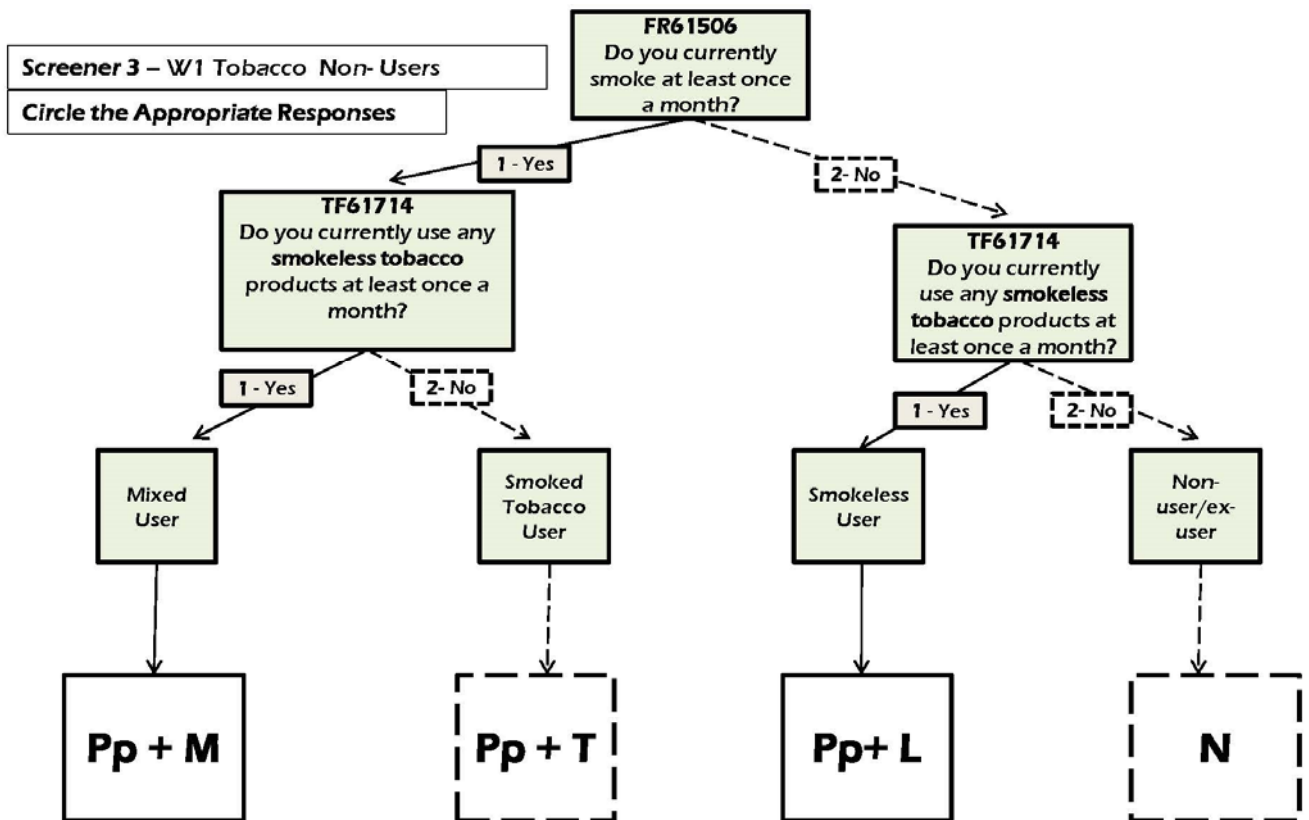 Screener 3 – W1 Tobacco Non- Users
Circle the Appropriate Responses
FR61506
Do you currently
smoke at least once
a month?
1 - Yes
2- No
TF61714
Do you currently use any
smokeless tobacco
products at least once a
month?
TF61714
Do you currently
use any smokeless
tobacco products at
least once a month?
1 - Yes
2- No
1 - Yes
2- No
Mixed
User
Smoked
Tobacco
User
Smokeless
User
Non-
user/ex-
user
Pp + M
Pp + T
Pp+ L
N